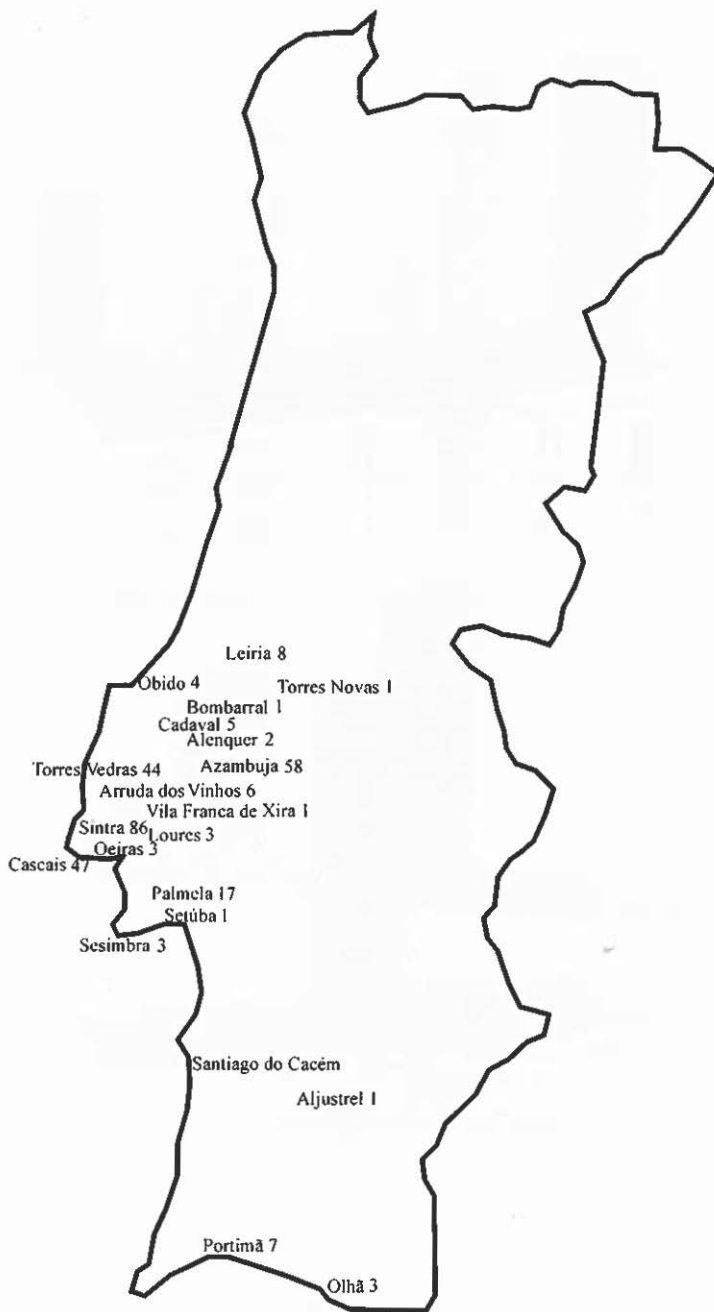 Leiria 8
Obido 4
Torres Novas 1
Bombarral 1
Cadaval 5
Alenquer 2
Torres Vedras 44
Azambuja 58
Arruda dos Vinhos 6
Vila Franca de Xira 1
Sintra 86
Loures 3
Oeiras 3
Cascais 47
Palmela 17
Setúba 1
Sesimbra 3
Santiago do Cacém
Aljustrel 1
Portimã 7
Olhã 3